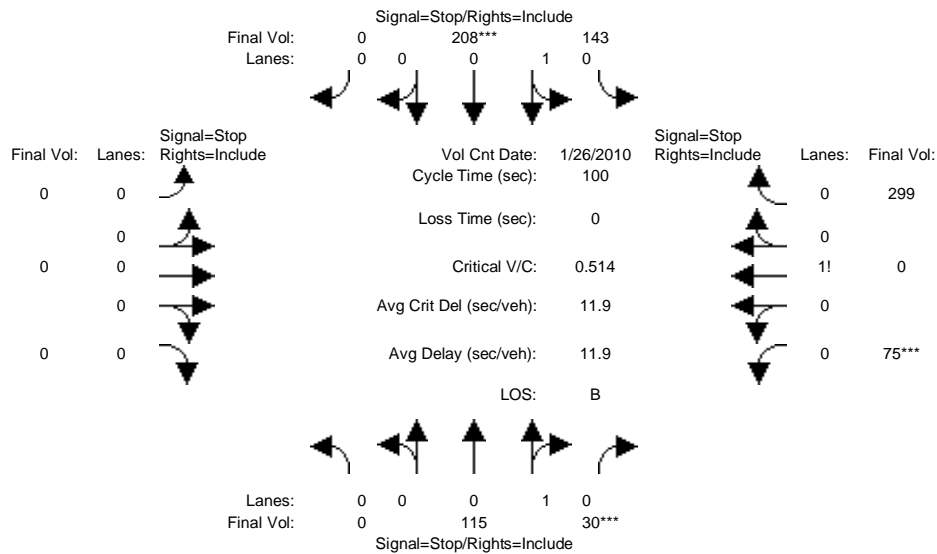 Signal=Stop/Rights=Include
Final Vol: 0 208*** 143
Lanes: 0 0 0 1 0
Signal=Stop
Final Vol: Lanes: Rights=Include
Vol Cnt Date: 1/26/2010
Signal=Stop
Rights=Include Lanes: Final Vol:
Cycle Time (sec): 100
0 0
0 299
Loss Time (sec): 0
0
0
0 0
Critical V/C: 0.514
1! 0
0
Avg Crit Del (sec/veh): 11.9
0
0 0
Avg Delay (sec/veh): 11.9
0 75***
LOS: B
Lanes: 0 0 0 1 0
Final Vol: 0 115 30***
Signal=Stop/Rights=Include